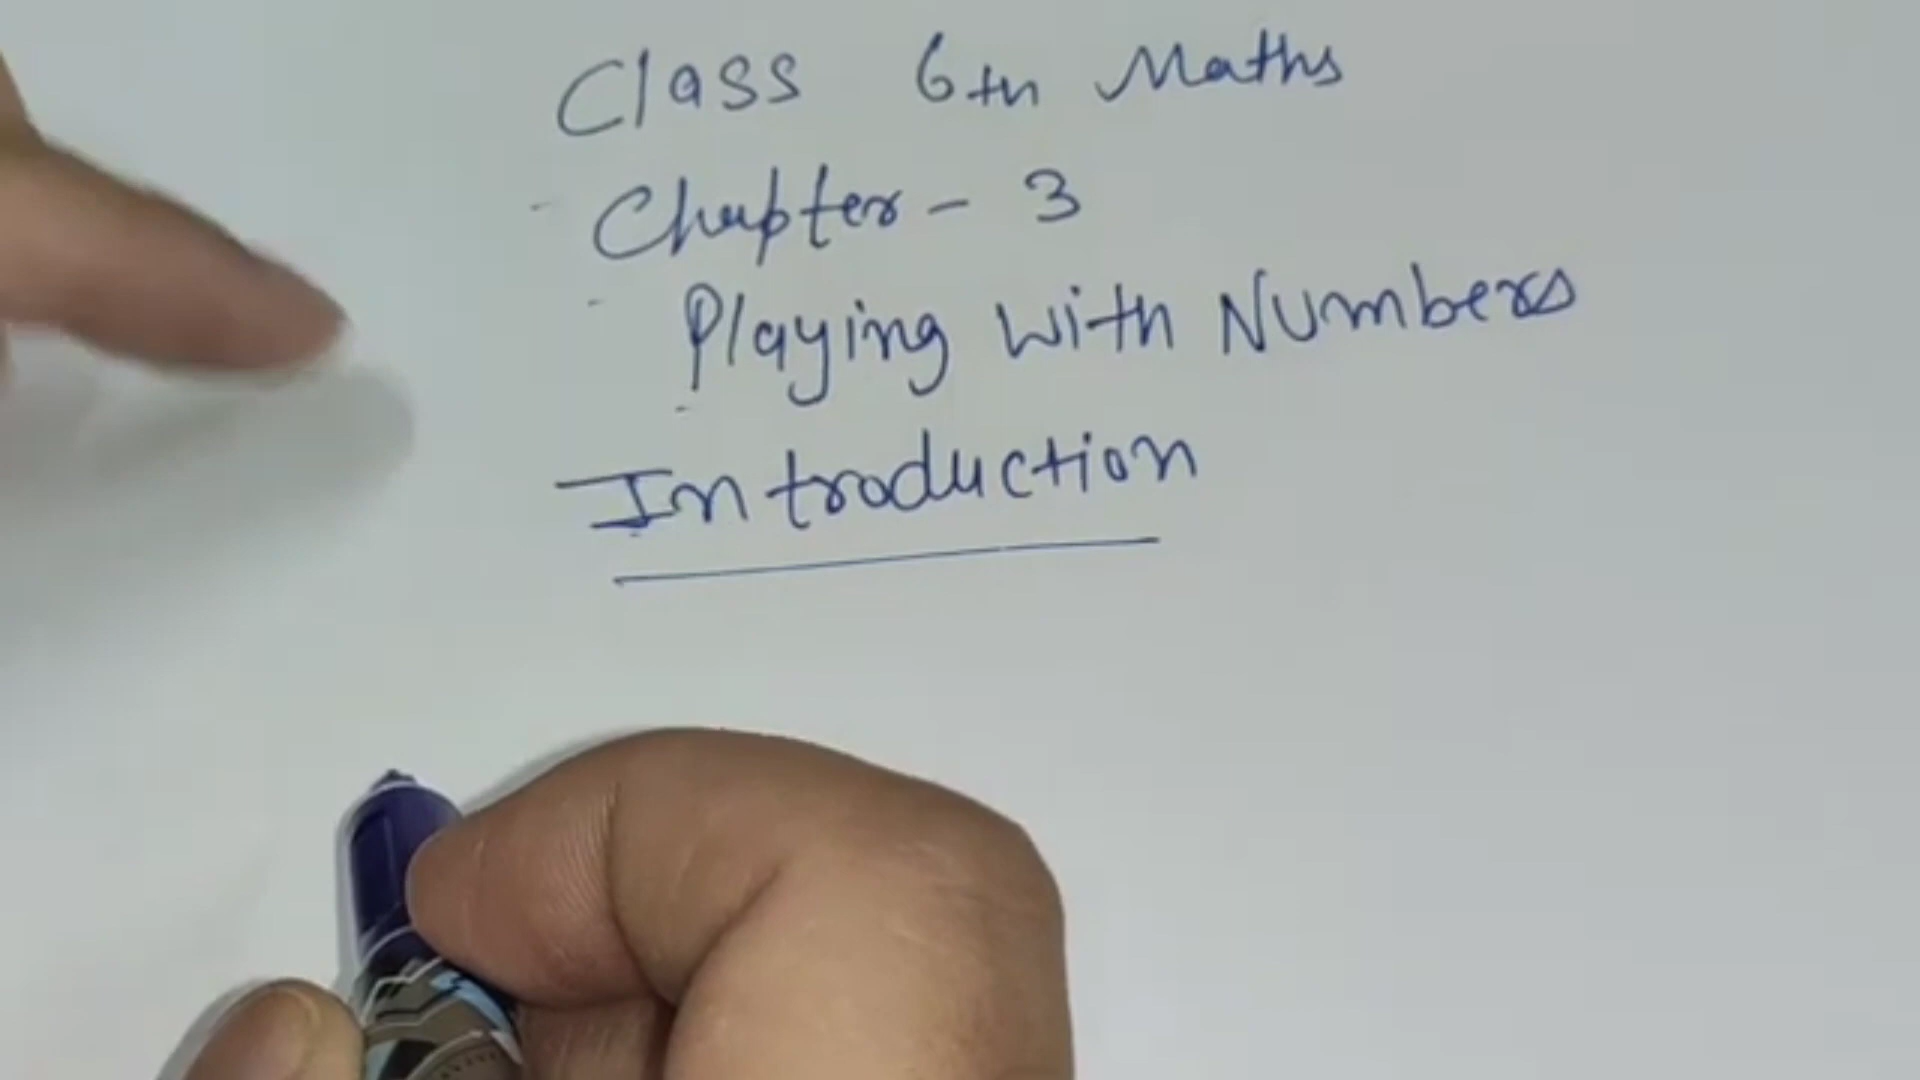 Class 6th Maths
Chapter - 3
Playing with Numbers
Introduction